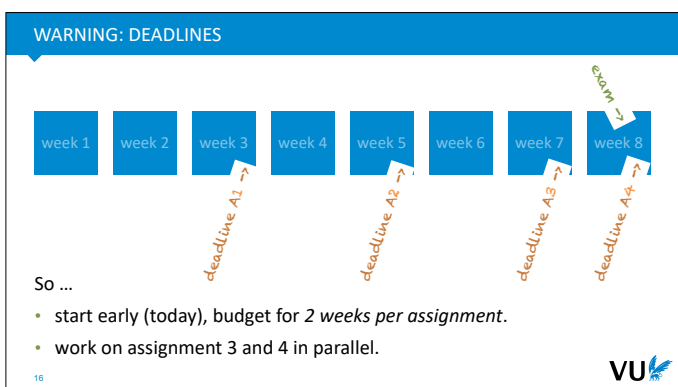 WARNING: DEADLINES
exam →
week 1 week 2 week 3 week 4 week 5 week 6 week 7 week 8
deadline A1 → deadline A2 → deadline A3 → deadline A4 →
So …
• start early (today), budget for 2 weeks per assignment.
• work on assignment 3 and 4 in parallel.
16
VU